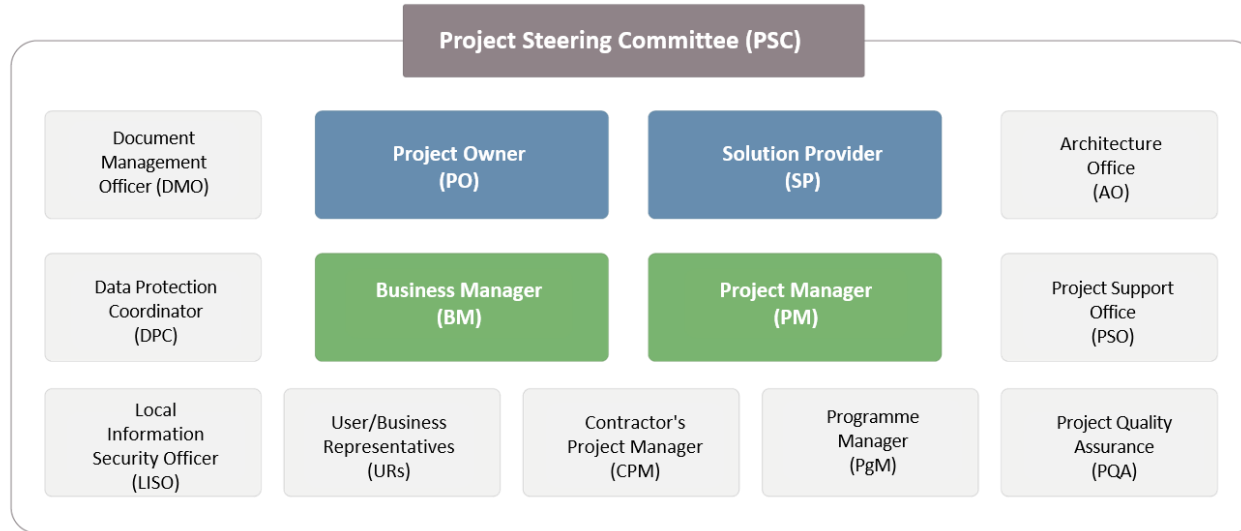 Project Steering Committee (PSC)
Document
Management
Officer (DMO)
Project Owner
(PO)
Solution Provider
(SP)
Architecture
Office
(AO)
Data Protection
Coordinator
(DPC)
Business Manager
(BM)
Project Manager
(PM)
Project Support
Office
(PSO)
Local
Information
Security Officer
(LISO)
User/Business
Representatives
(URs)
Contractor's
Project Manager
(CPM)
Programme
Manager
(PgM)
Project Quality
Assurance
(PQA)